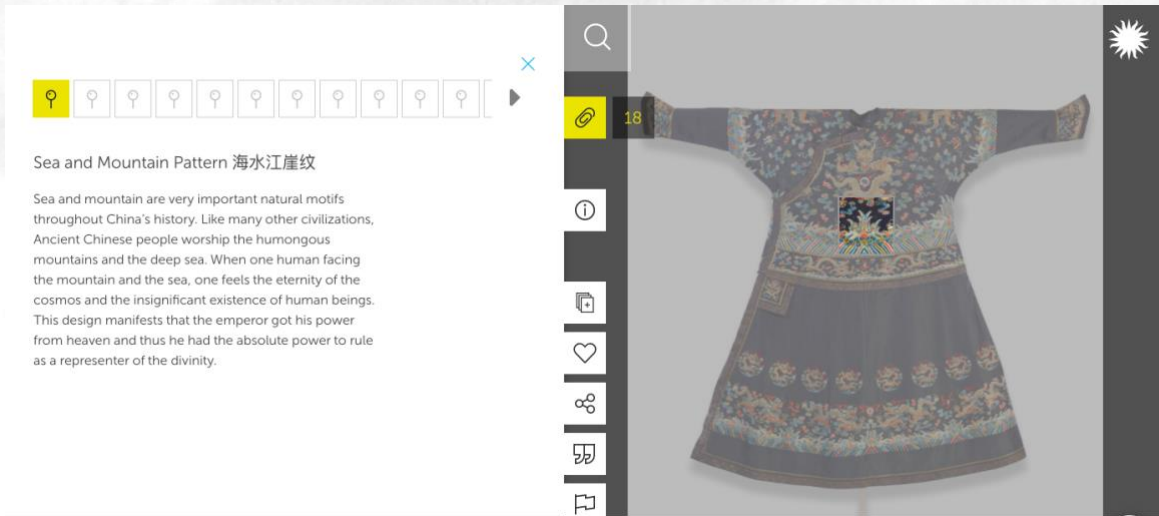 Sea and Mountain Pattern 海水江崖纹
Sea and mountain are very important natural motifs
throughout China's history. Like many other civilizations,
Ancient Chinese people worship the humongous
mountains and the deep sea. When one human facing
the mountain and the sea, one feels the eternity of the
cosmos and the insignificant existence of human beings.
This design manifests that the emperor got his power
from heaven and thus he had the absolute power to rule
as a representer of the divinity.
18